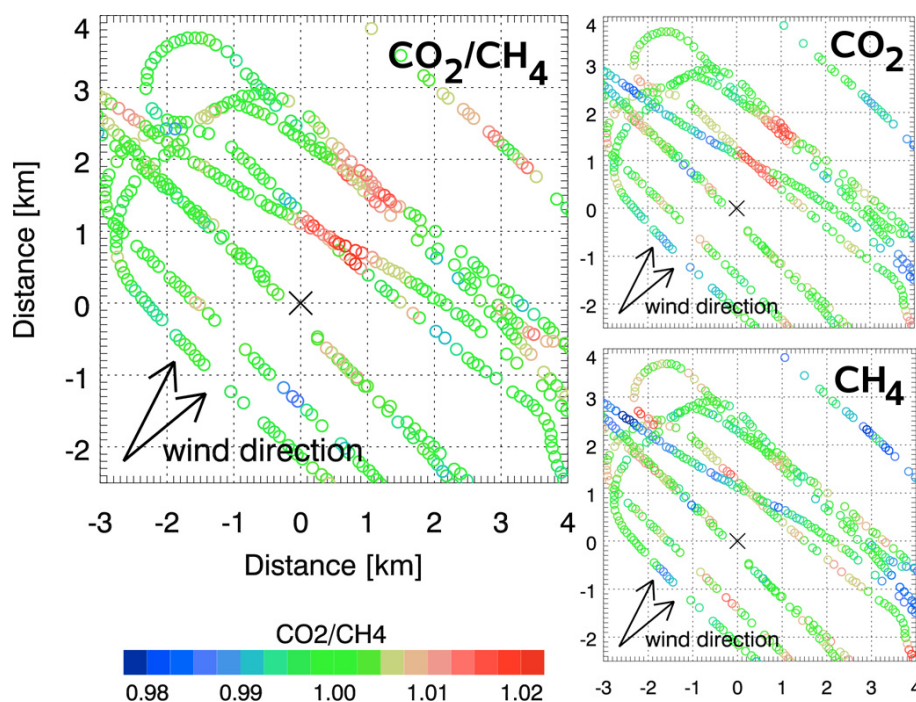 CO₂/CH₄
4
3
2
1
0
-1
-2
Distance [km]
wind direction
-3 -2 -1 0 1 2 3 4
Distance [km]
CO2/CH4
0.98 0.99 1.00 1.01 1.02
CO₂
4
3
2
1
0
-1
-2
wind direction
CH₄
4
3
2
1
0
-1
-2
wind direction
-3 -2 -1 0 1 2 3 4